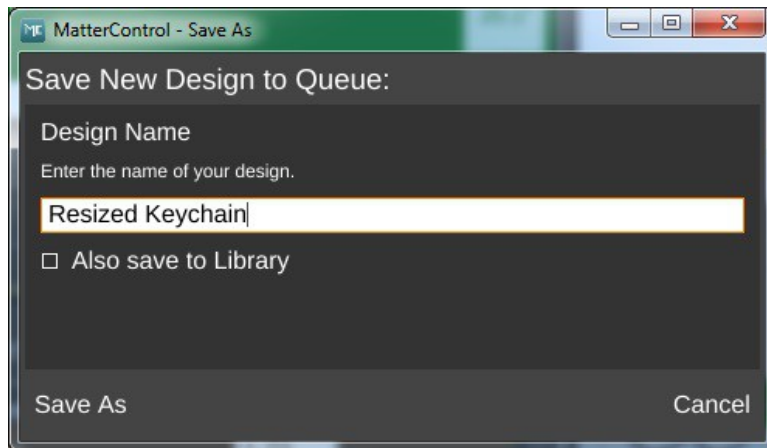 MatterControl - Save As
Save New Design to Queue:
Design Name
Enter the name of your design.
Resized Keychain
Also save to Library
Save As
Cancel